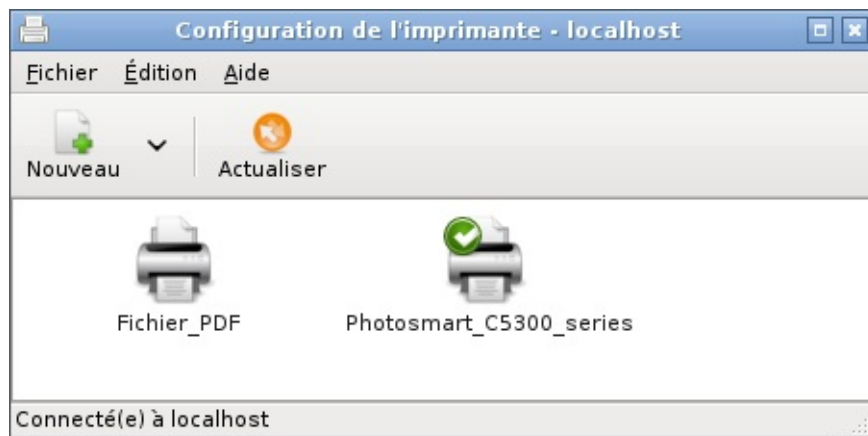 Configuration de l'imprimante - localhost
Fichier Édition Aide
Nouveau Actualiser
Fichier_PDF Photosmart_C5300_series
Connecté(e) à localhost